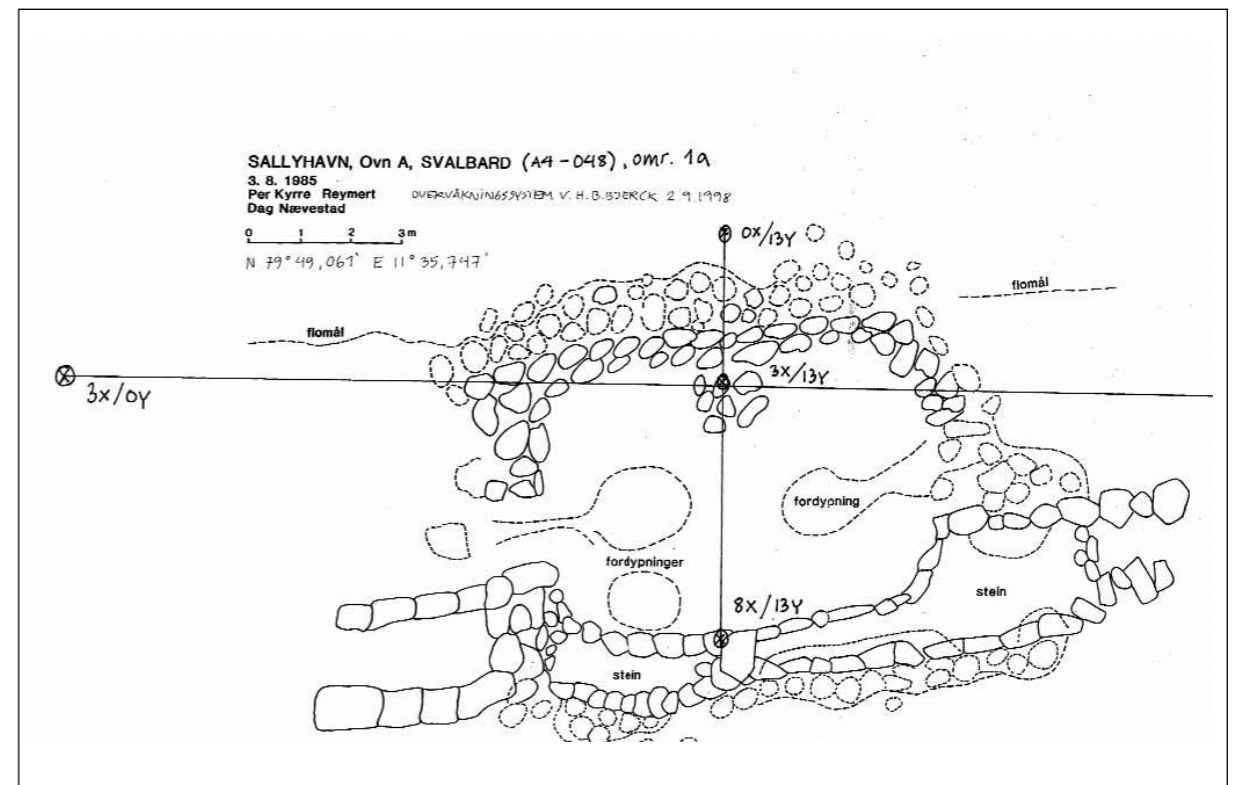 SALLYHAVN, Ovn A, SVALBARD (A4-048), omr. 1a
3. 8. 1985
Per Kyrre Reymert OVERVÅKNINGSSYSTEM V. H.B.BJERCK 2.9.1998
Dag Nævestad
0 1 2 3m
N 79°49,061' E 11°35,747'
0X/13Y
flomål
flomål
3X/0Y
3X/13Y
fordypning
fordypninger
8X/13Y
stein
stein